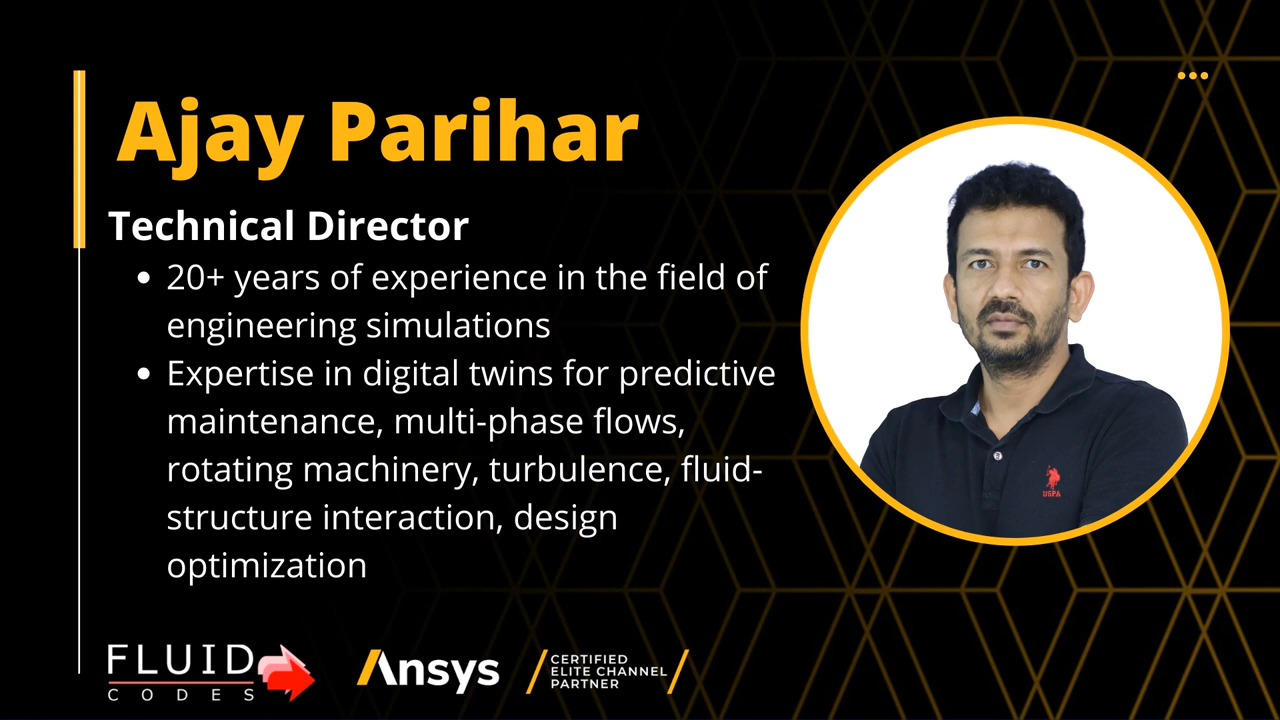 Ajay Parihar
Technical Director
• 20+ years of experience in the field of
engineering simulations
• Expertise in digital twins for predictive
maintenance, multi-phase flows,
rotating machinery, turbulence, fluid-
structure interaction, design
optimization
USPA
FLUID
CODES
Ansys
CERTIFIED
ELITE CHANNEL
PARTNER